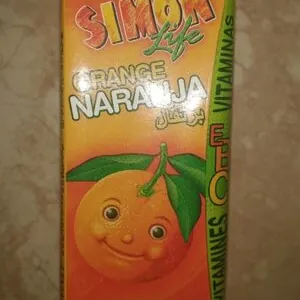 SIMON
Life
ORANGE
NARANJA
برتقال
VITAMINES E C VITAMINAS